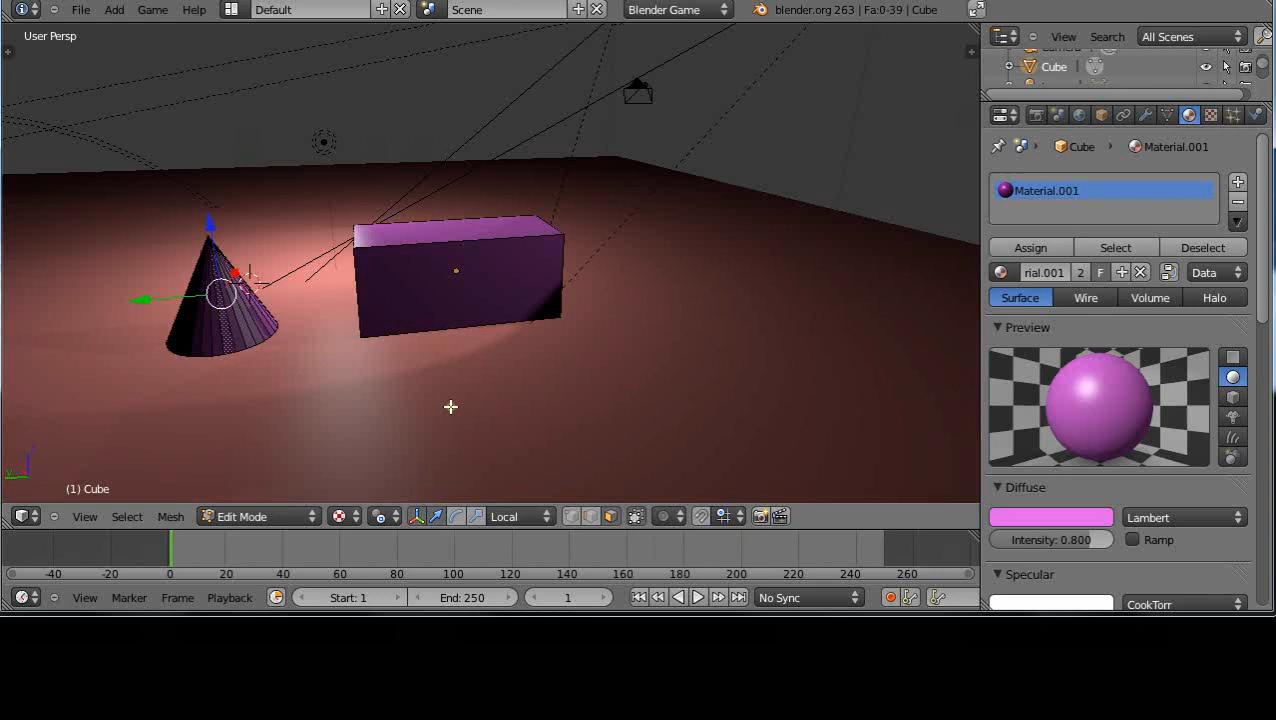 File Add Game Help Default Scene Blender Game blender.org 263 | Fa:0-39 | Cube
User Persp
View Search All Scenes
Cube
Cube Material.001
Material.001
Assign Select Deselect
rial.001 2 F Data
Surface Wire Volume Halo
Preview
Diffuse
Lambert
Intensity: 0.800 Ramp
Specular
CookTorr
(1) Cube
View Select Mesh Edit Mode Local
-40 -20 0 20 40 60 80 100 120 140 160 180 200 220 240 260
View Marker Frame Playback Start: 1 End: 250 1 No Sync